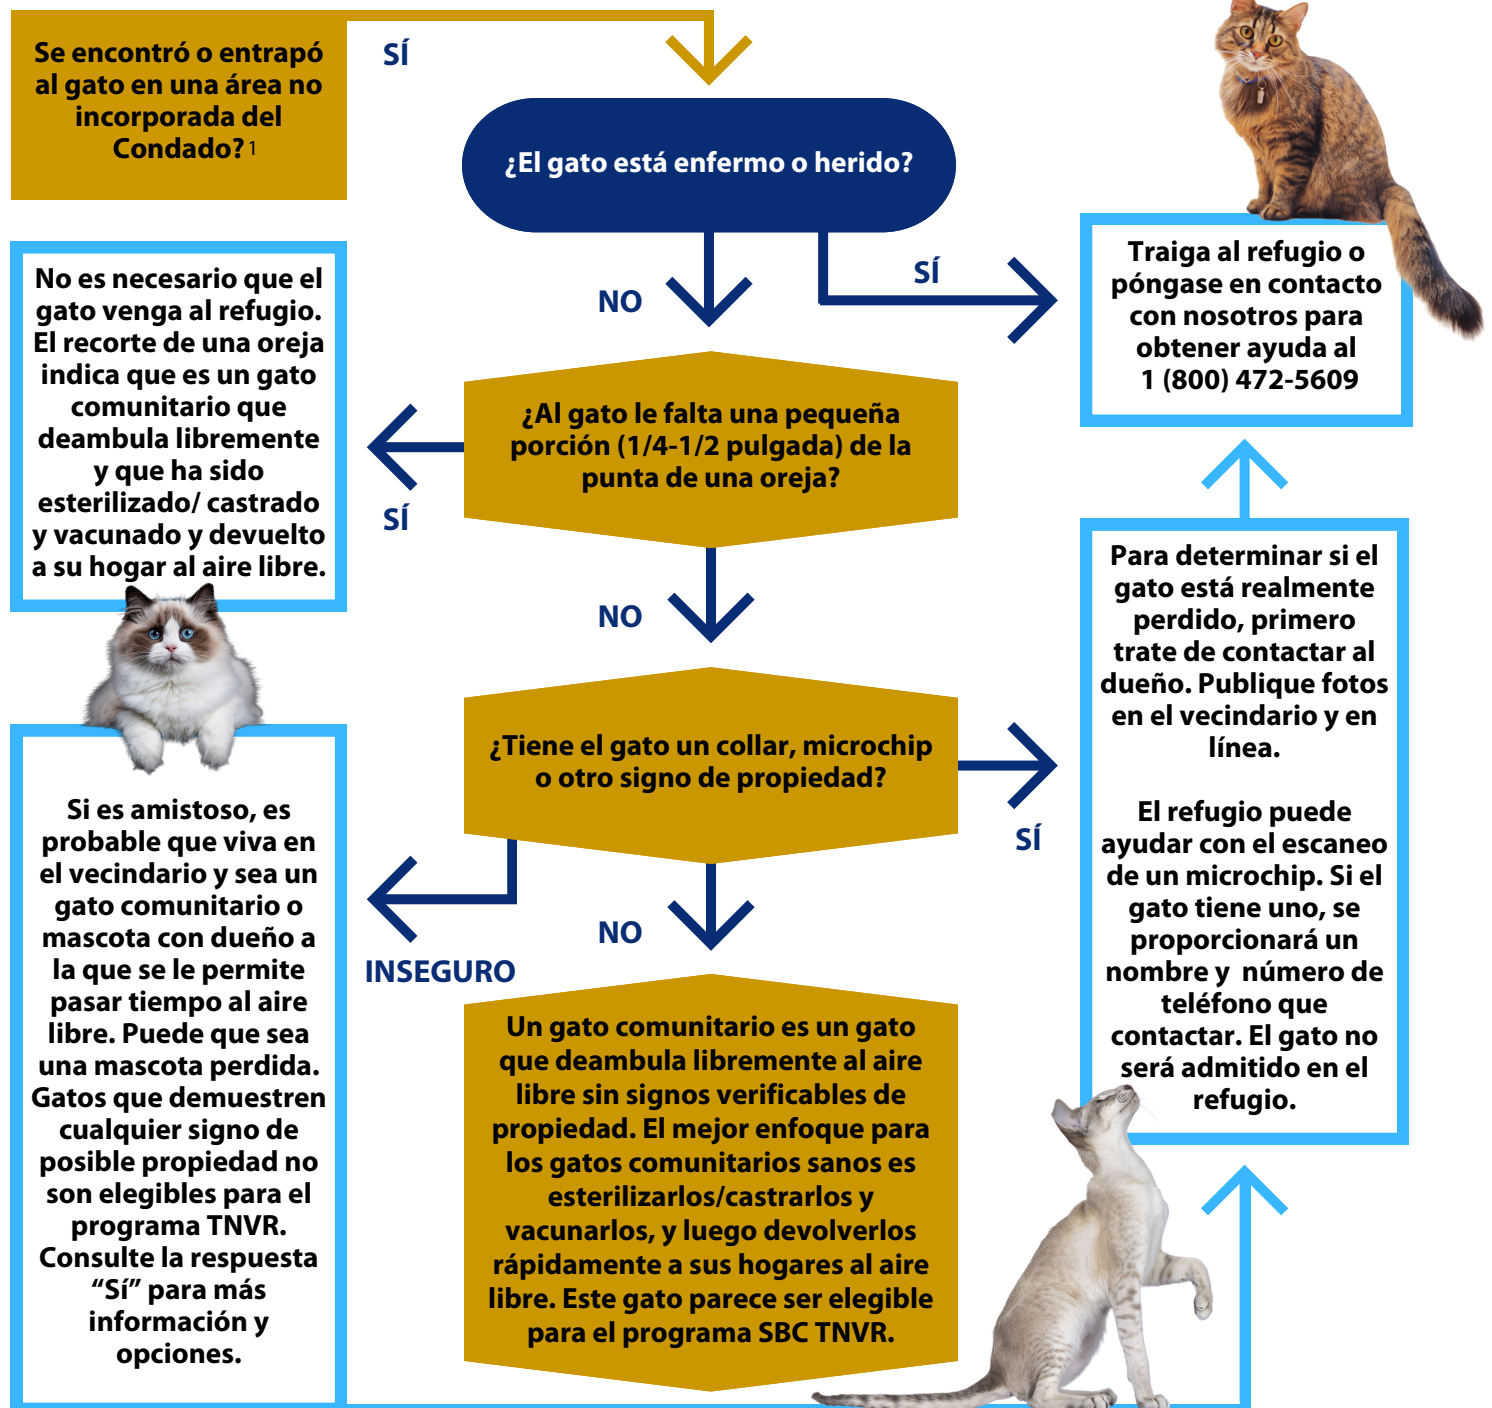 Se encontró o entrapó
al gato en una área no
incorporada del
Condado? 1
SÍ
¿El gato está enfermo o herido?
SÍ
NO
Traiga al refugio o
póngase en contacto
con nosotros para
obtener ayuda al
1 (800) 472-5609
¿Al gato le falta una pequeña
porción (1/4-1/2 pulgada) de la
punta de una oreja?
SÍ
No es necesario que el
gato venga al refugio.
El recorte de una oreja
indica que es un gato
comunitario que
deambula libremente
y que ha sido
esterilizado/ castrado
y vacunado y devuelto
a su hogar al aire libre.
NO
¿Tiene el gato un collar, microchip
o otro signo de propiedad?
SÍ
Para determinar si el
gato está realmente
perdido, primero
trate de contactar al
dueño. Publique fotos
en el vecindario y en
línea.
El refugio puede
ayudar con el escaneo
de un microchip. Si el
gato tiene uno, se
proporcionará un
nombre y número de
teléfono que
contactar. El gato no
será admitido en el
refugio.
INSEGURO
Si es amistoso, es
probable que viva en
el vecindario y sea un
gato comunitario o
mascota con dueño a
la que se le permite
pasar tiempo al aire
libre. Puede que sea
una mascota perdida.
Gatos que demuestren
cualquier signo de
posible propiedad no
son elegibles para el
programa TNVR.
Consulte la respuesta
“Sí” para más
información y
opciones.
NO
Un gato comunitario es un gato
que deambula libremente al aire
libre sin signos verificables de
propiedad. El mejor enfoque para
los gatos comunitarios sanos es
esterilizarlos/castrarlos y
vacunarlos, y luego devolverlos
rápidamente a sus hogares al aire
libre. Este gato parece ser elegible
para el programa SBC TNVR.